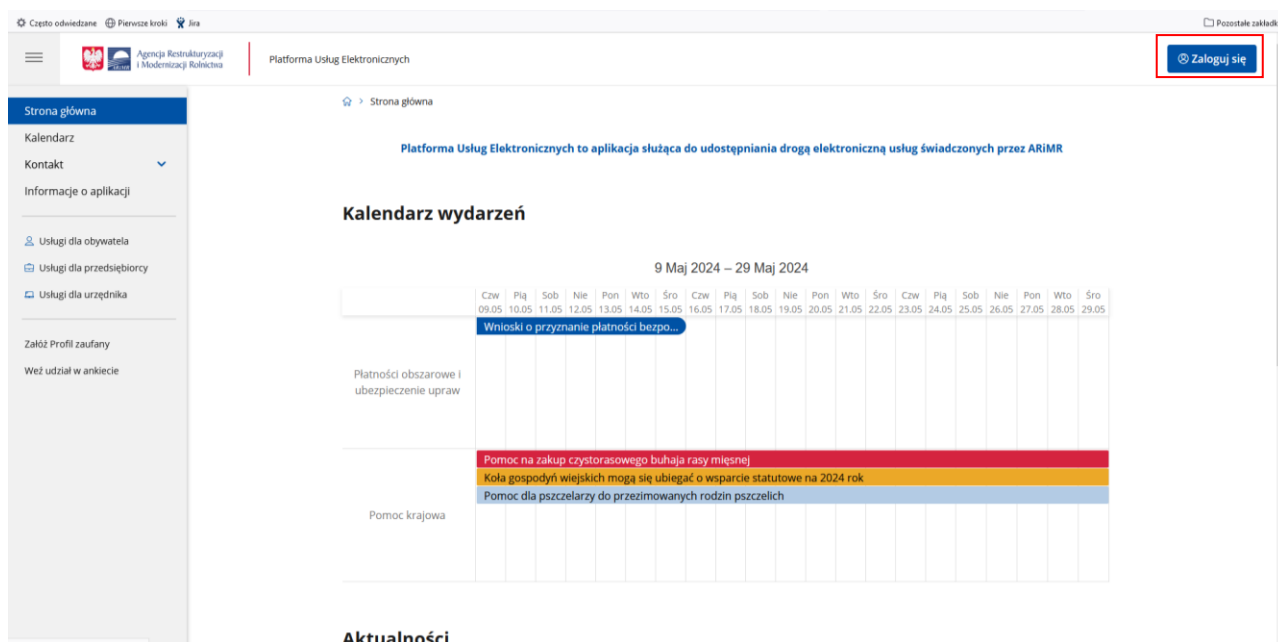 Często odwiedzane Pierwsze kroki Jira Pozostałe zakładk
Agencja Restrukturyzacji
i Modernizacji Rolnictwa
Platforma Usług Elektronicznych
Zaloguj się
Strona główna
Kalendarz
Kontakt
Informacje o aplikacji
Usługi dla obywatela
Usługi dla przedsiębiorcy
Usługi dla urzędnika
Załóż Profil zaufany
Weź udział w ankiecie
> Strona główna
Platforma Usług Elektronicznych to aplikacja służąca do udostępniania drogą elektroniczną usług świadczonych przez ARiMR
Kalendarz wydarzeń
9 Maj 2024 – 29 Maj 2024
Czw Pią Sob Nie Pon Wto Śro Czw Pią Sob Nie Pon Wto Śro Czw Pią Sob Nie Pon Wto Śro
09.05 10.05 11.05 12.05 13.05 14.05 15.05 16.05 17.05 18.05 19.05 20.05 21.05 22.05 23.05 24.05 25.05 26.05 27.05 28.05 29.05
Wnioski o przyznanie płatności bezpo...
Płatności obszarowe i
ubezpieczenie upraw
Pomoc na zakup czystorasowego buhaja rasy mięsnej
Koła gospodyń wiejskich mogą się ubiegać o wsparcie statutowe na 2024 rok
Pomoc dla pszczelarzy do przezimowanych rodzin pszczelich
Pomoc krajowa
Aktualności